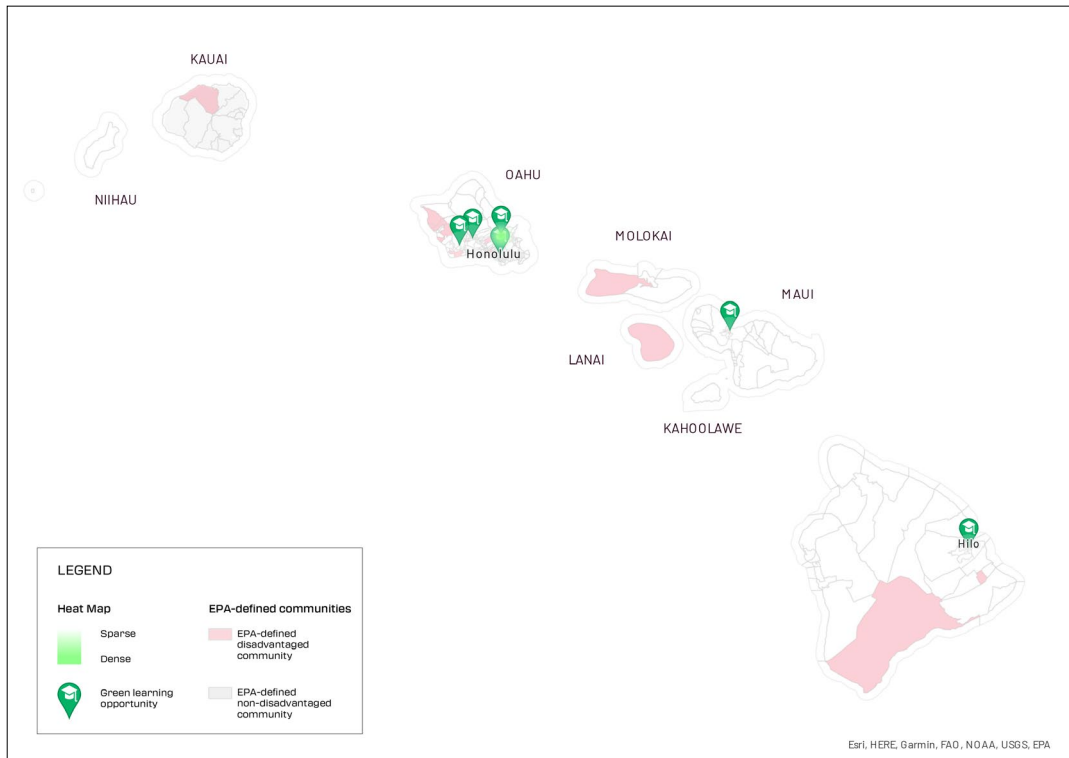 KAUAI
OAHU
NIIHAU
Honolulu
MOLOKAI
MAUI
LANAI
KAHOOLAWE
Hilo
LEGEND
Heat Map
Sparse
Dense
Green learning
opportunity
EPA-defined communities
EPA-defined
disadvantaged
community
EPA-defined
non-disadvantaged
community
Esri, HERE, Garmin, FAO, NOAA, USGS, EPA